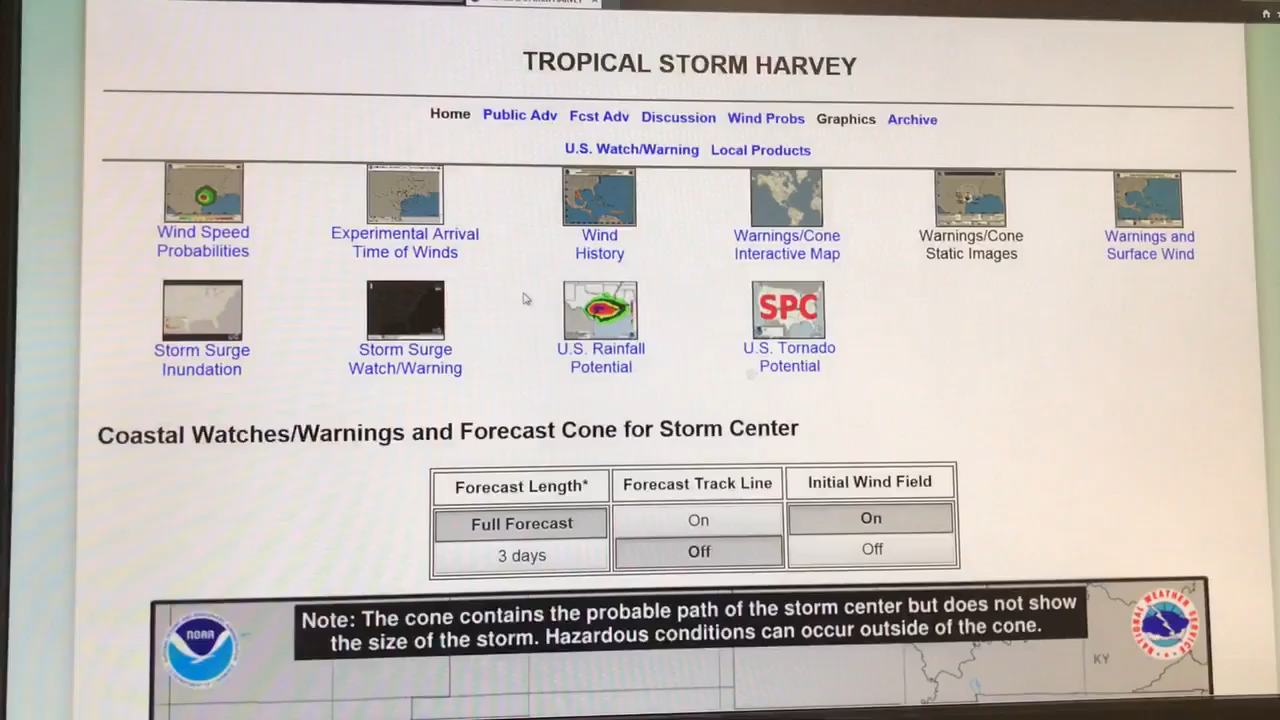 TROPICAL STORM HARVEY
Home Public Adv Fcst Adv Discussion Wind Probs Graphics Archive
U.S. Watch/Warning Local Products
Wind Speed
Probabilities
Experimental Arrival
Time of Winds
Wind
History
Warnings/Cone
Interactive Map
Warnings/Cone
Static Images
Warnings and
Surface Wind
SPC
Storm Surge
Inundation
Storm Surge
Watch/Warning
U.S. Rainfall
Potential
U.S. Tornado
Potential
Coastal Watches/Warnings and Forecast Cone for Storm Center
Forecast Length* Forecast Track Line Initial Wind Field
Full Forecast On On
3 days Off Off
Note: The cone contains the probable path of the storm center but does not show
the size of the storm. Hazardous conditions can occur outside of the cone.
NOAA
NATIONAL WEATHER SERVICE
KY